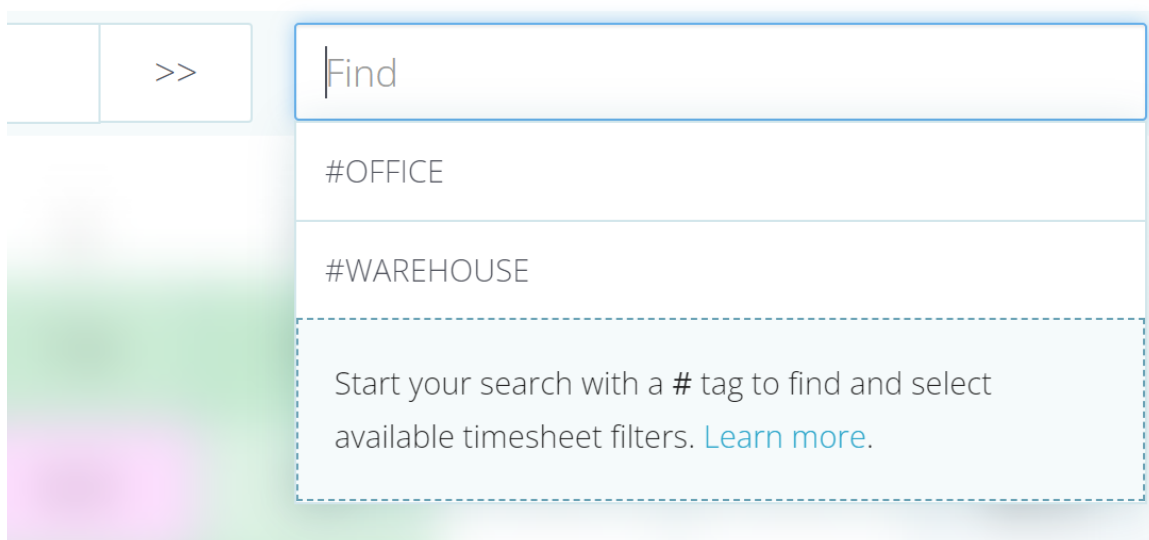 >>
Find
#OFFICE
#WAREHOUSE
Start your search with a # tag to find and select
available timesheet filters. Learn more.